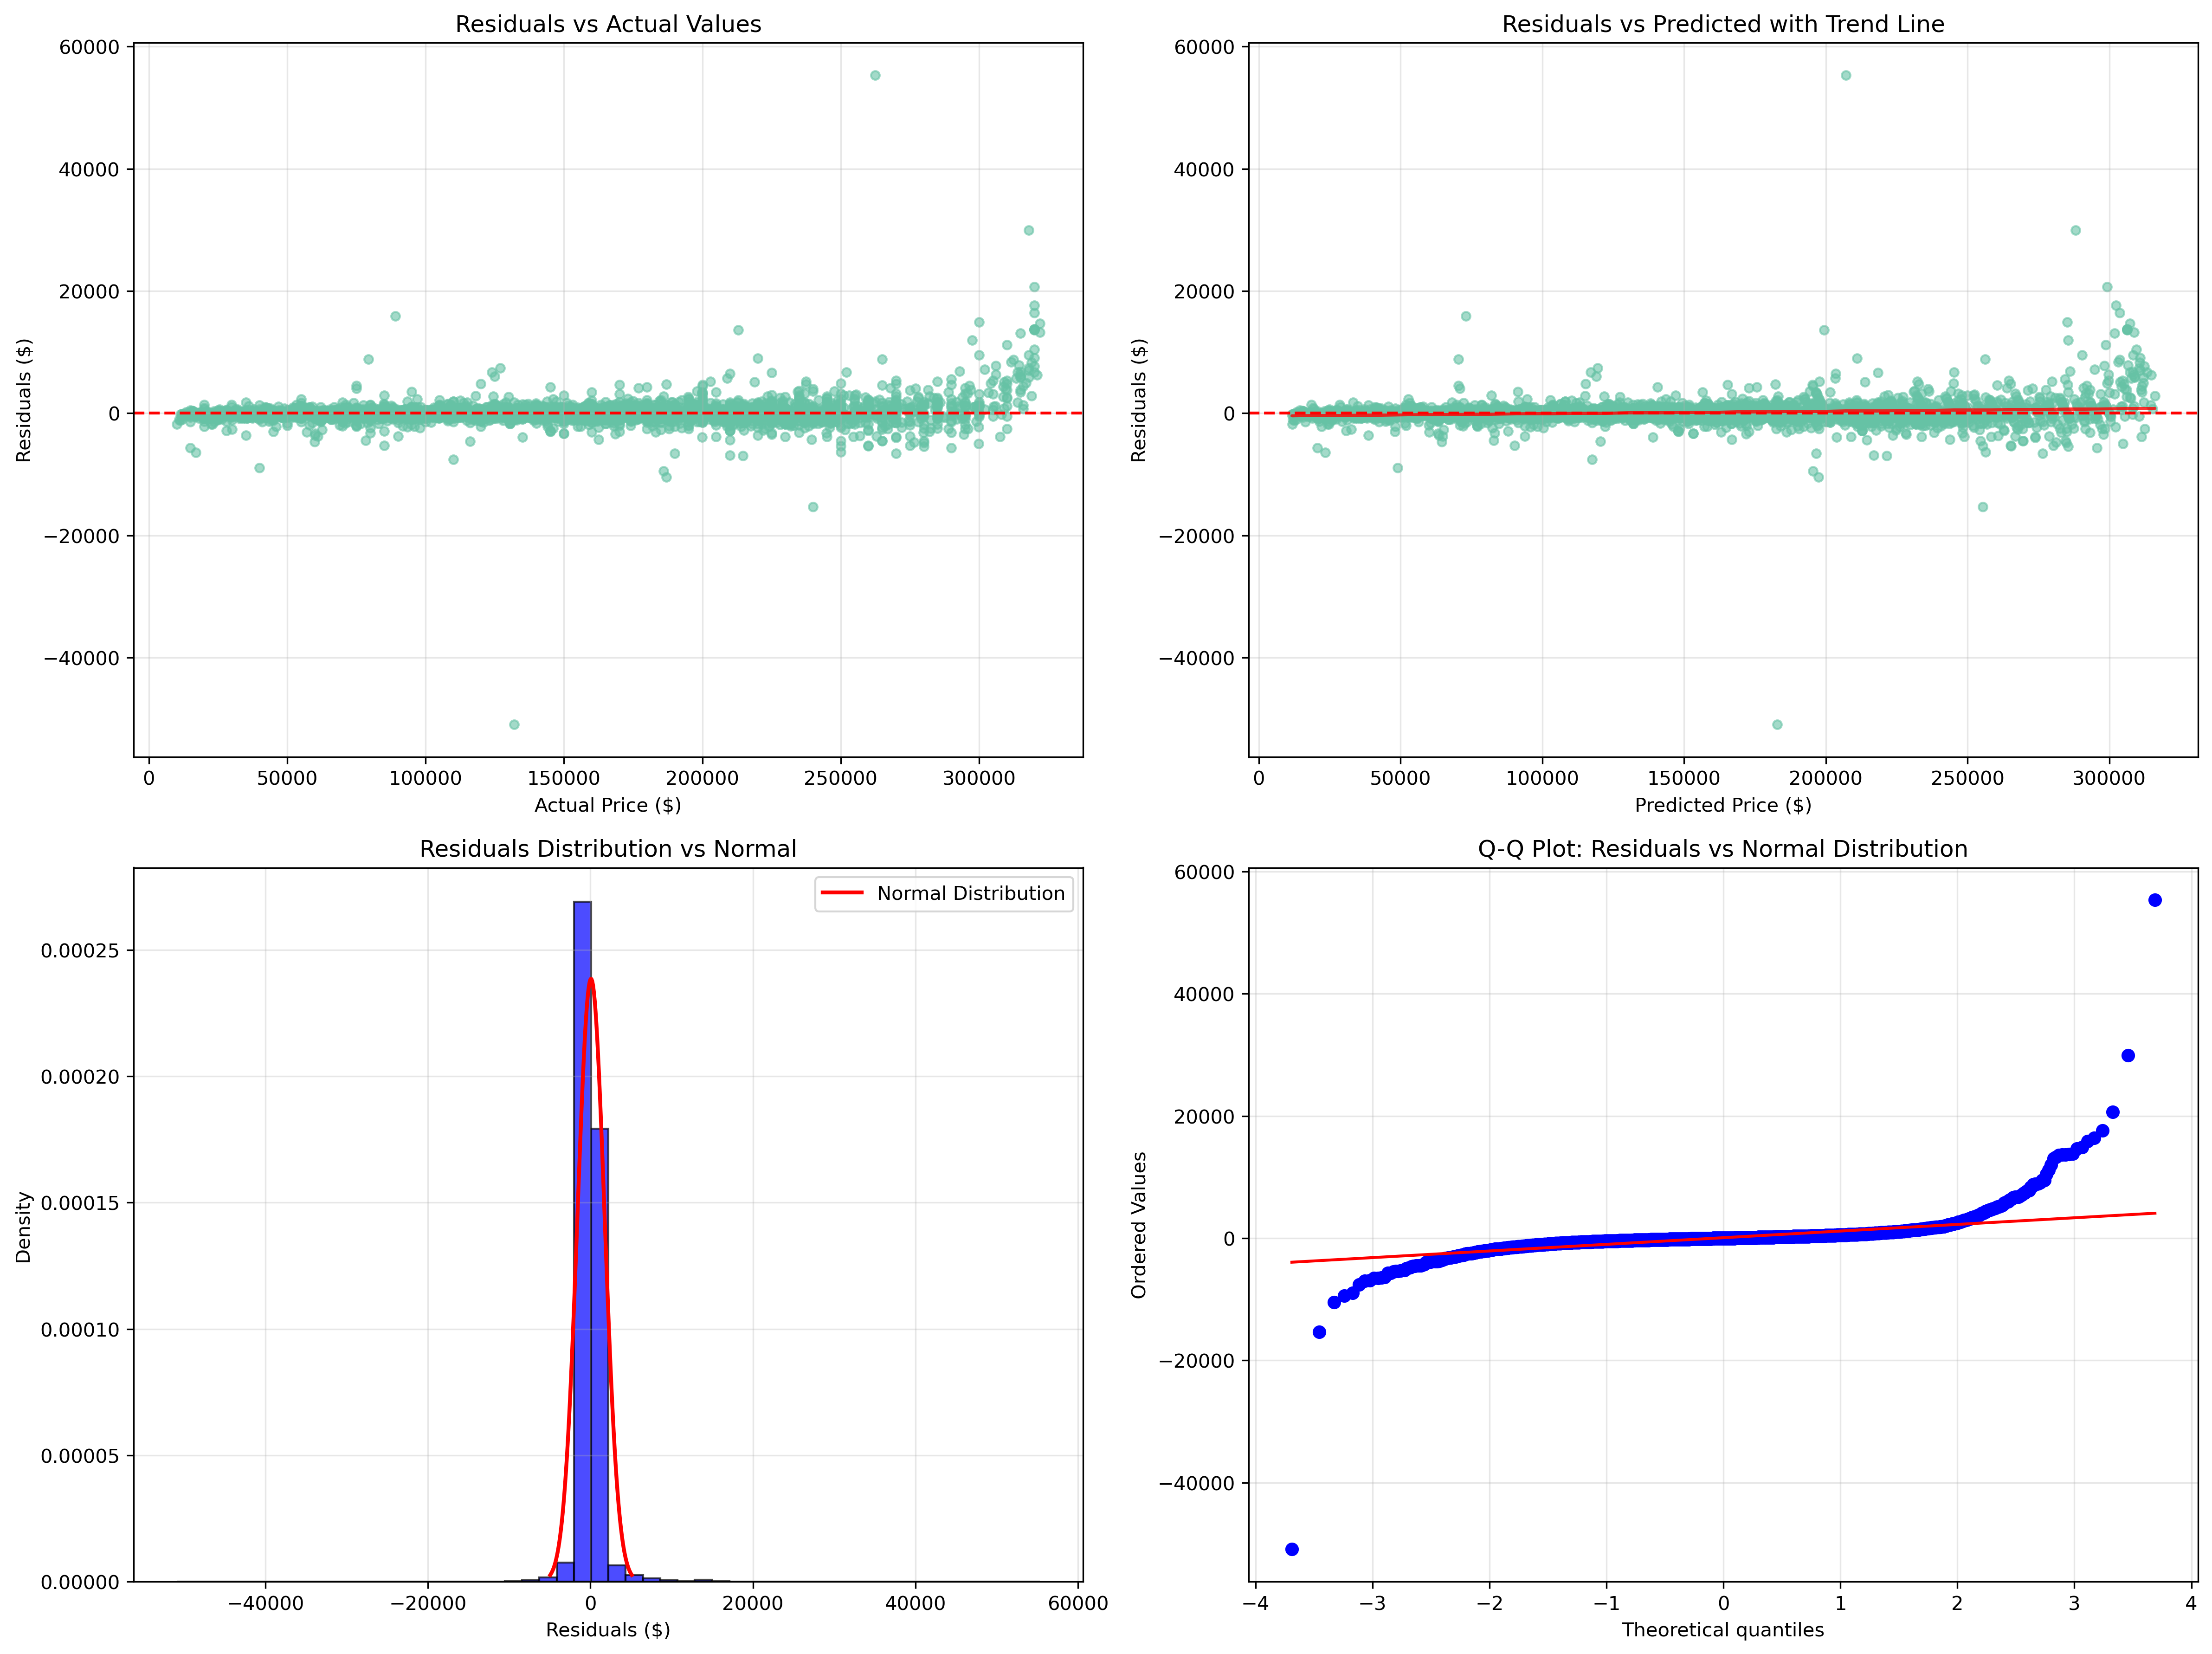 Residuals vs Actual Values
60000
40000
20000
0
−20000
−40000
Residuals ($)
0 50000 100000 150000 200000 250000 300000
Actual Price ($)
Residuals vs Predicted with Trend Line
60000
40000
20000
0
−20000
−40000
Residuals ($)
0 50000 100000 150000 200000 250000 300000
Predicted Price ($)
Residuals Distribution vs Normal
Normal Distribution
0.00025
0.00020
0.00015
0.00010
0.00005
0.00000
Density
−40000 −20000 0 20000 40000 60000
Residuals ($)
Q-Q Plot: Residuals vs Normal Distribution
60000
40000
20000
0
−20000
−40000
Ordered Values
−4 −3 −2 −1 0 1 2 3 4
Theoretical quantiles